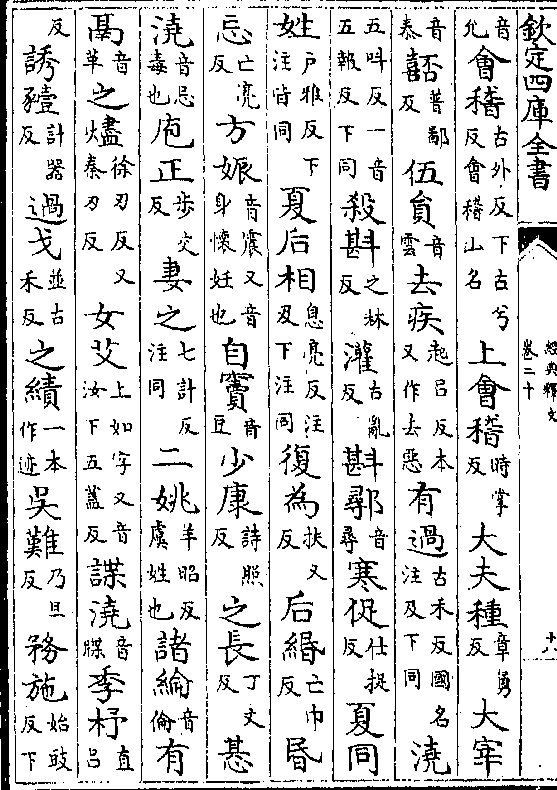 欽定四庫全書　經典釋文卷二十　十八
音允會稽古外反下古兮反會稽山名上會稽時掌反大夫種章勇反大宰
音泰嚭普鄙反伍員音雲去疾起呂反本又作去惡有過古禾反國名注及下同澆
五叫反一音五報反下同殺斟之林反灌古亂反斟鄩音尋寒促仕捉反夏同
姓戶雅反下注皆同夏后相息亮反注及下注同復為扶又反后緡亡巾反昬
忘亡亮反方娠音震又音身懷妊也自竇音豆少康詩照反之長丁丈反惎
澆音忌毒也庖正步交反妻之七計反注同二姚羊昭反虞姓也諸綸音倫有
鬲音革之燼徐刃反又秦刃反女艾上如字又音汝下五蓋反諜澆音牒季杼直呂
反誘豷計器反過戈並古禾反之績一本作迹吳難乃旦反務施始豉反下